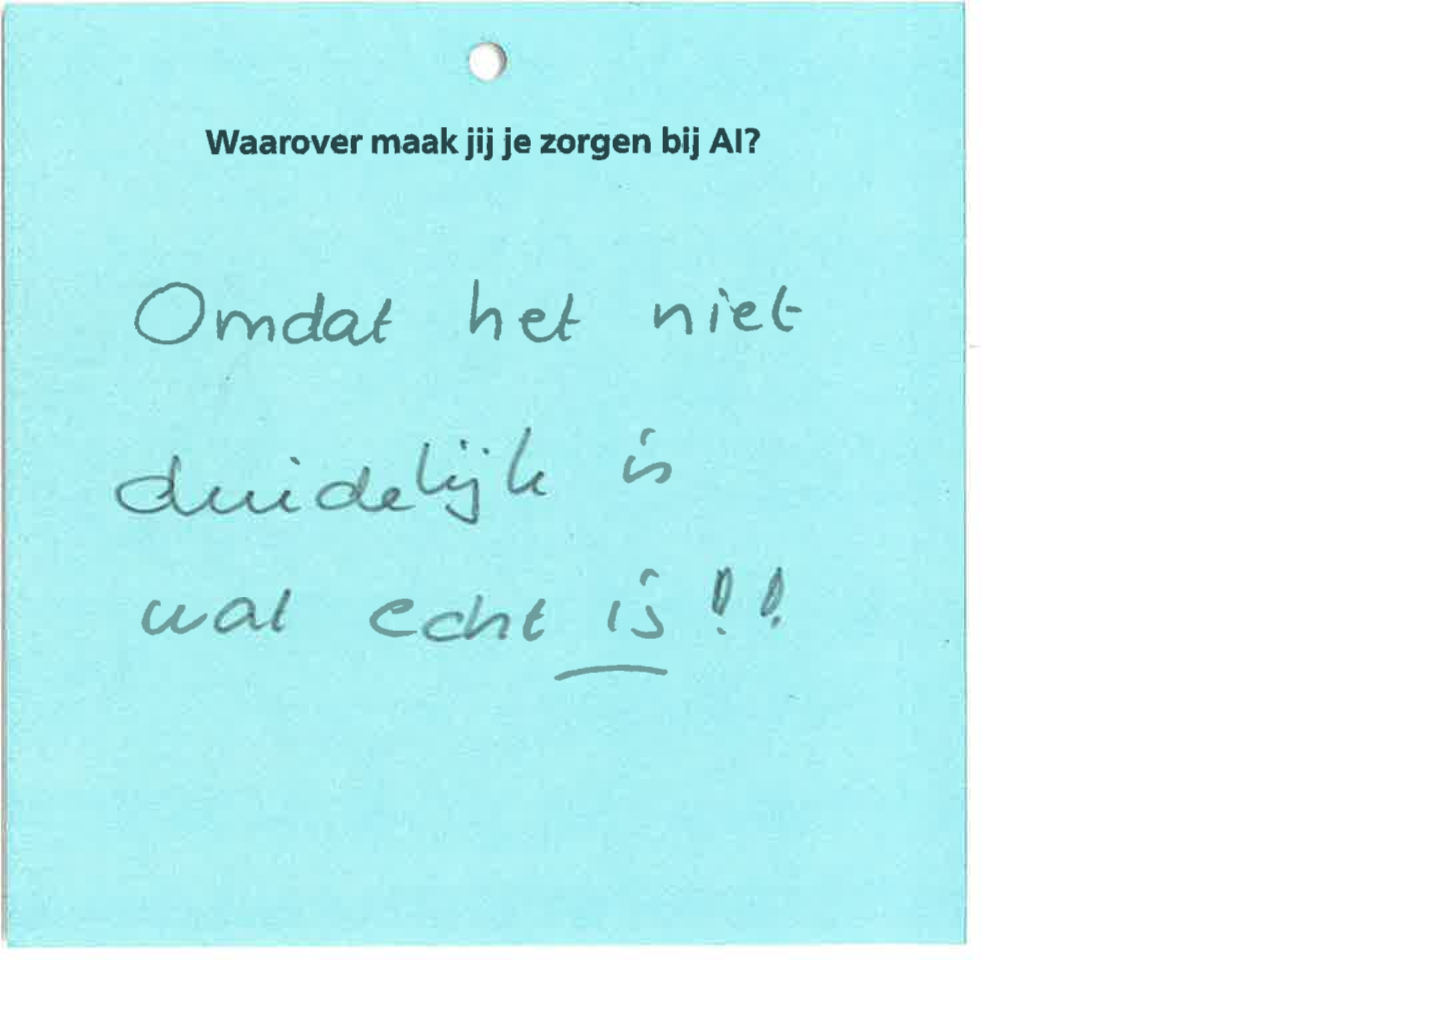 Waarover maak jij je zorgen bij AI?
Omdat het niet
duidelijk is
wat echt is!!